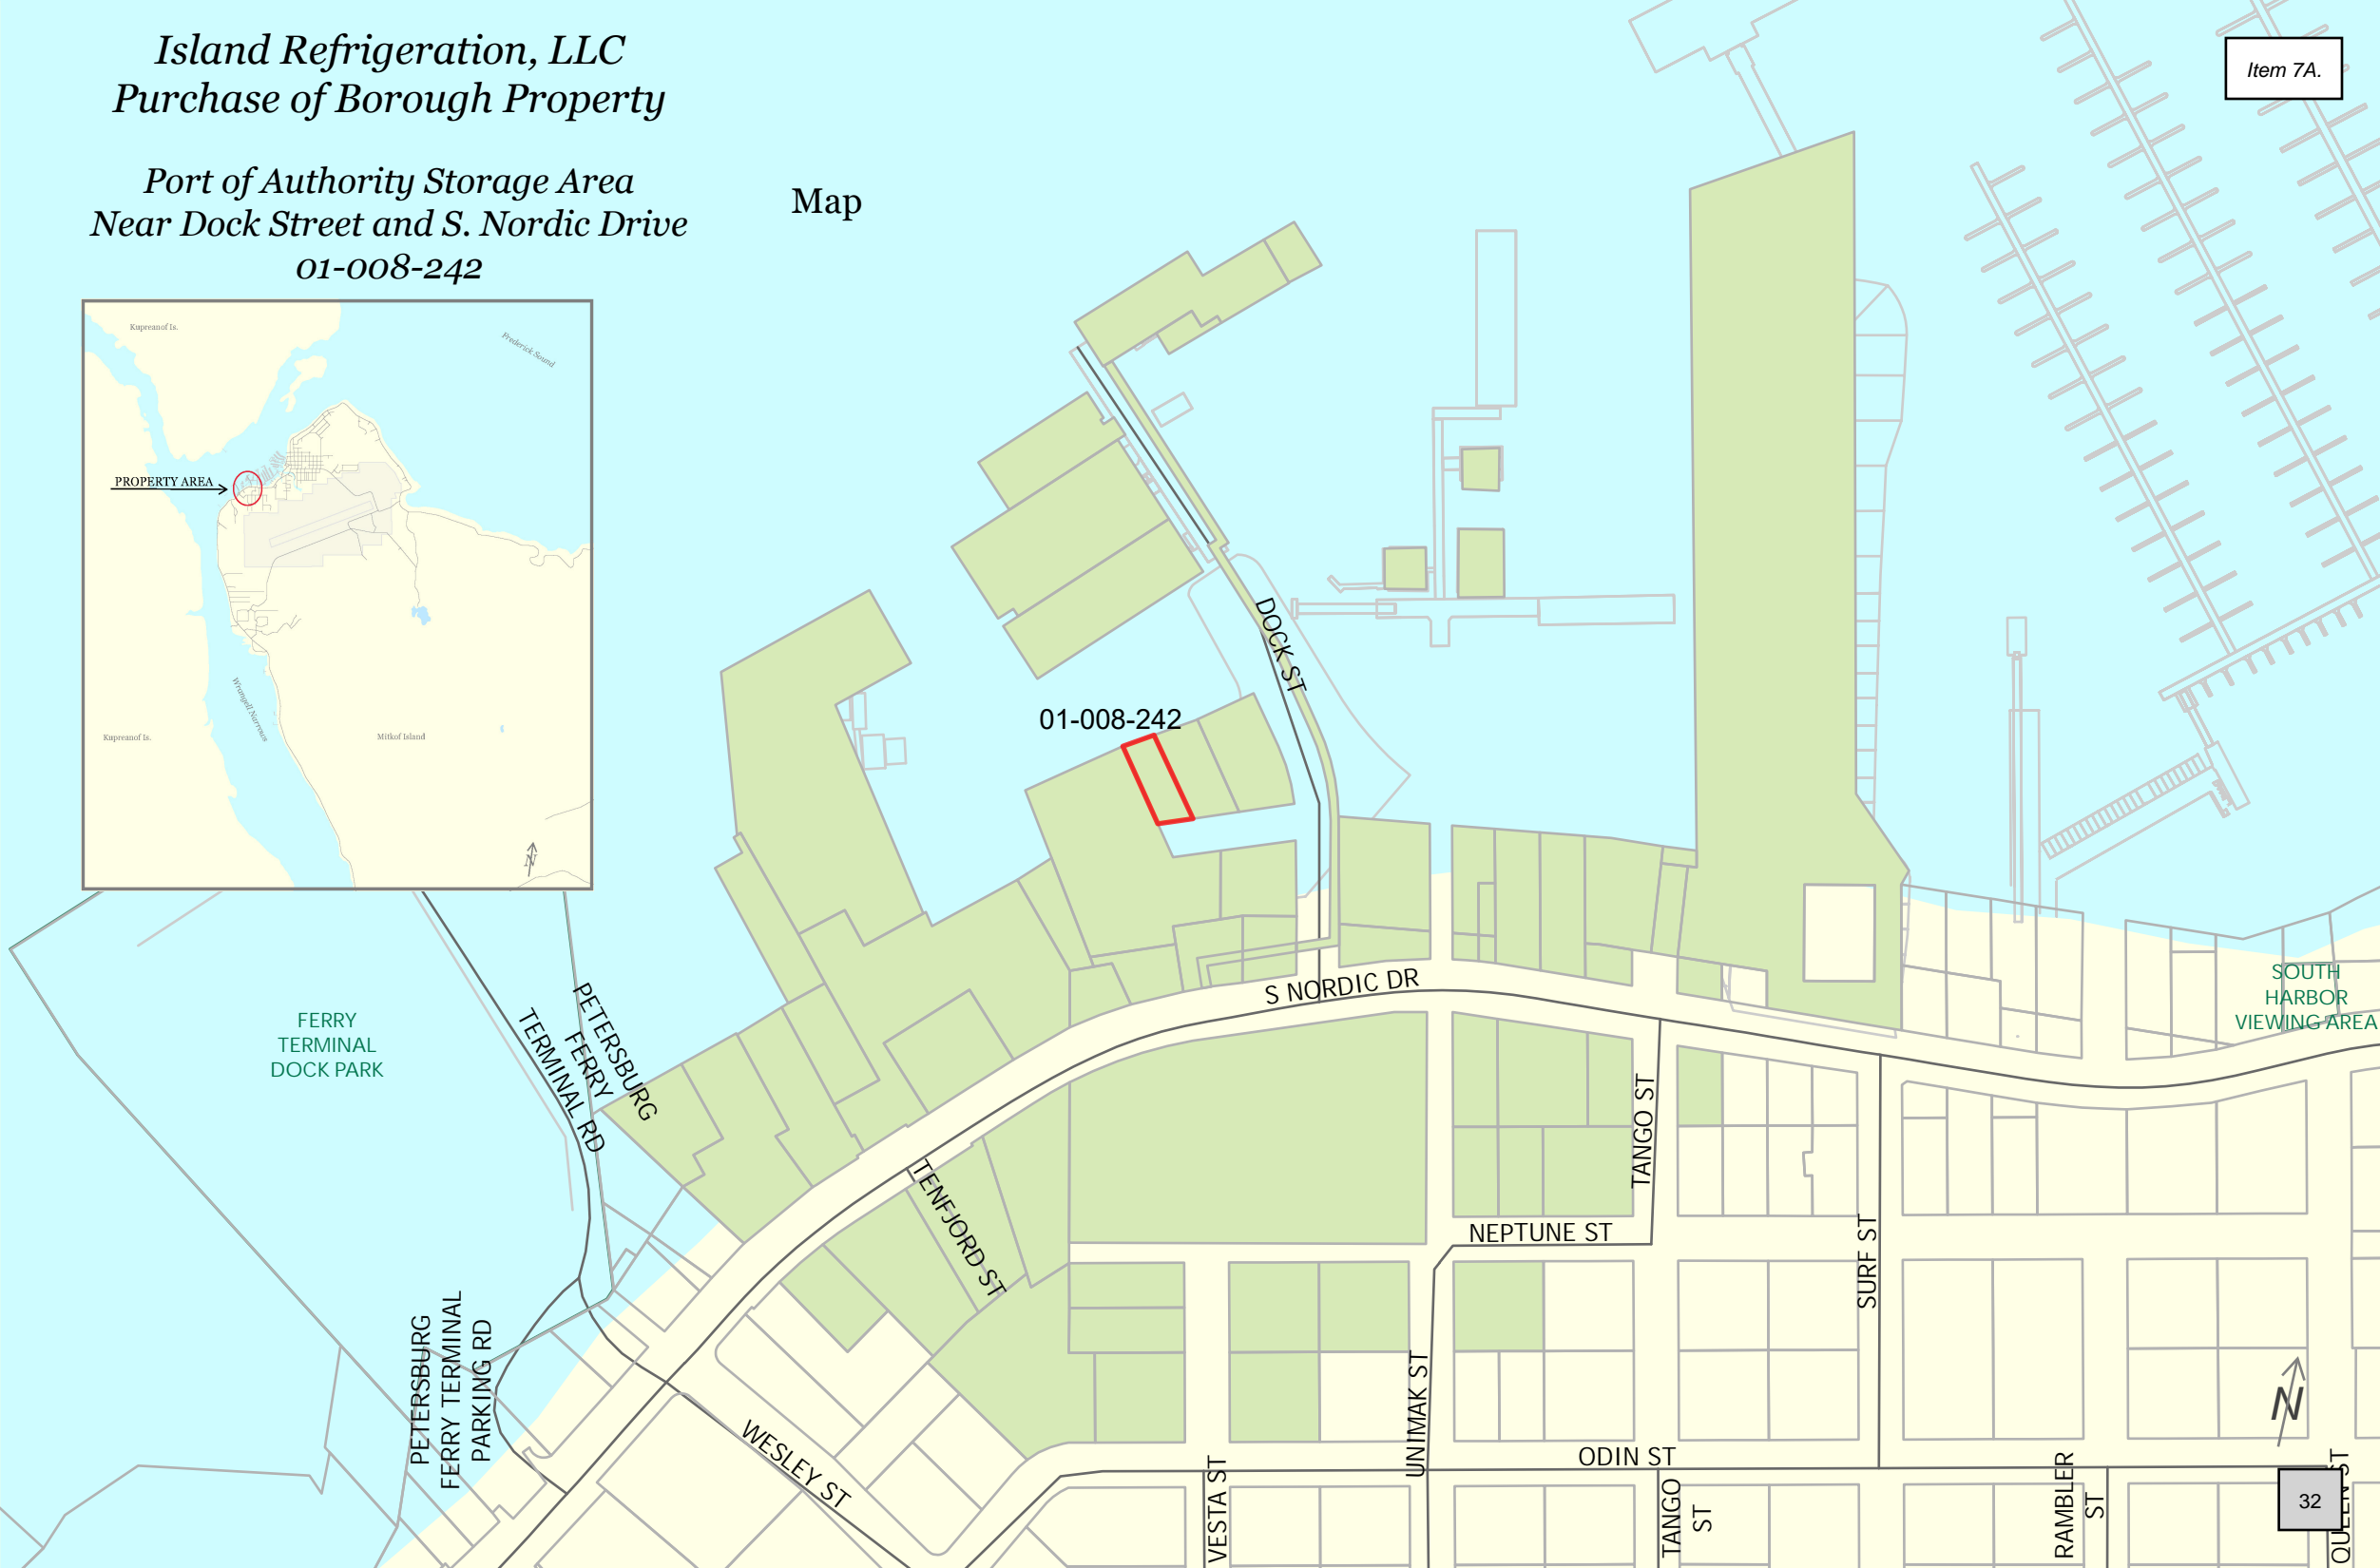 Island Refrigeration, LLC
Purchase of Borough Property
Port of Authority Storage Area
Near Dock Street and S. Nordic Drive
01-008-242
Map
Item 7A.
Kupreanof Is.
Frederick Sound
PROPERTY AREA
Wrangell Narrows
Kupreanof Is.
Mitkof Island
N
01-008-242
DOCK ST
S NORDIC DR
SOUTH
HARBOR
VIEWING AREA
FERRY
TERMINAL
DOCK PARK
PETERSBURG
FERRY
TERMINAL RD
TENFJORD ST
TANGO ST
NEPTUNE ST
SURF ST
PETERSBURG
FERRY TERMINAL
PARKING RD
WESLEY ST
UNIMAK ST
ODIN ST
VESTA ST
TANGO
ST
RAMBLER
ST
QUEEN ST
N
32